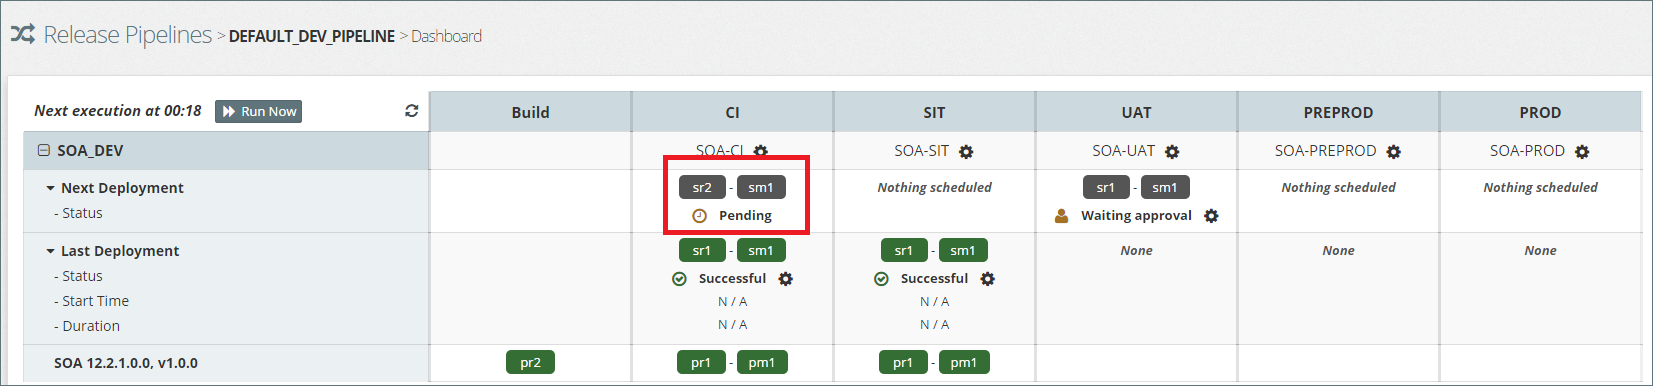 Release Pipelines > DEFAULT_DEV_PIPELINE > Dashboard
Next execution at 00:18 Run Now Build CI SIT UAT PREPROD PROD
SOA_DEV SOA-CI SOA-SIT SOA-UAT SOA-PREPROD SOA-PROD
Next Deployment sr2 - sm1 Nothing scheduled sr1 - sm1 Nothing scheduled Nothing scheduled
- Status Pending Waiting approval
Last Deployment sr1 - sm1 sr1 - sm1 None None None
- Status Successful Successful
- Start Time N / A N / A
- Duration N / A N / A
SOA 12.2.1.0.0, v1.0.0 pr2 pr1 - pm1 pr1 - pm1